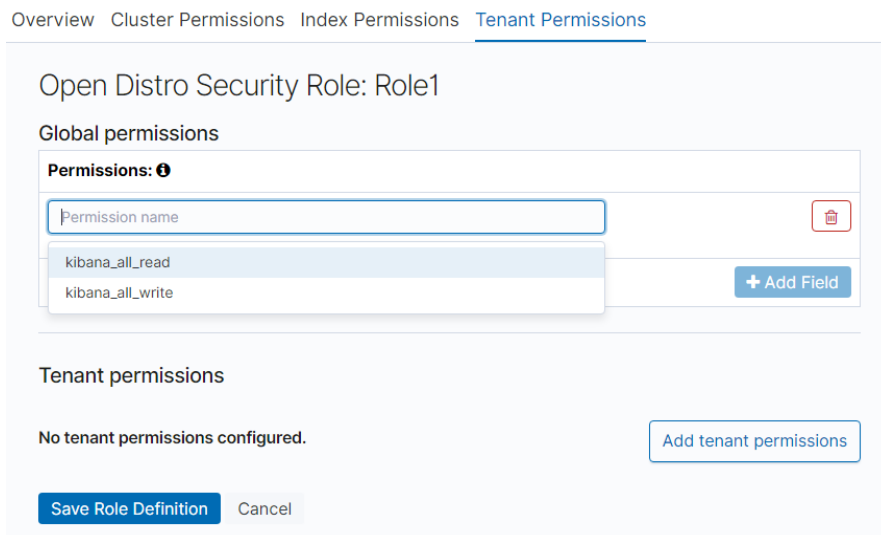 Overview Cluster Permissions Index Permissions Tenant Permissions
Open Distro Security Role: Role1
Global permissions
Permissions:
Permission name
kibana_all_read
kibana_all_write
+ Add Field
Tenant permissions
No tenant permissions configured.
Add tenant permissions
Save Role Definition Cancel